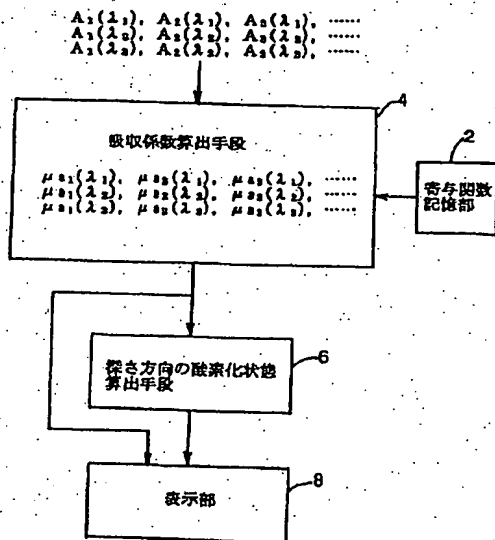 A₁(λ₁), A₂(λ₁), A₃(λ₁), ……
A₁(λ₂), A₂(λ₂), A₃(λ₂), ……
A₁(λ₃), A₂(λ₃), A₃(λ₃), ……
4
吸収係数算出手段
2
μa₁(λ₁), μa₂(λ₁), μa₃(λ₁), ……
μa₁(λ₂), μa₂(λ₂), μa₃(λ₂), ……
μa₁(λ₃), μa₂(λ₃), μa₃(λ₃), ……
寄与関数
記憶部
深さ方向の酸素化状態
算出手段
6
表示部
8